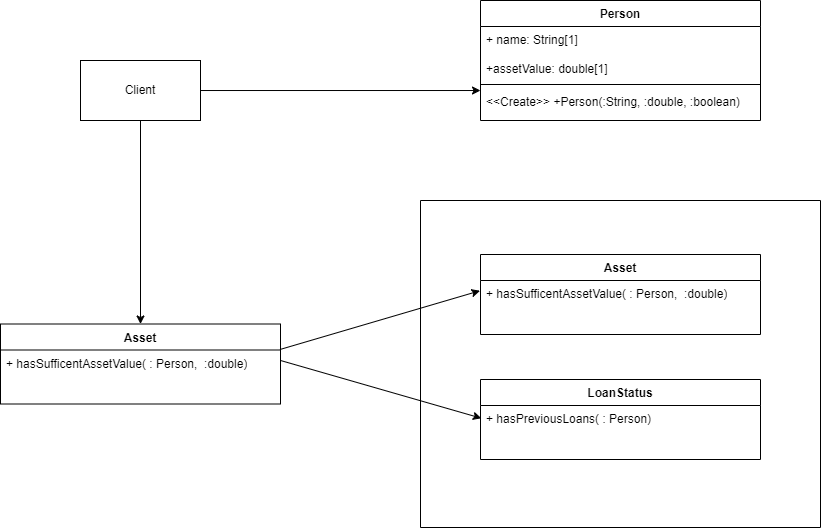 Person
+ name: String[1]
+assetValue: double[1]
<<Create>> +Person(:String, :double, :boolean)
Client
Asset
+ hasSufficentAssetValue( : Person,  :double)
Asset
+ hasSufficentAssetValue( : Person,  :double)
LoanStatus
+ hasPreviousLoans( : Person)